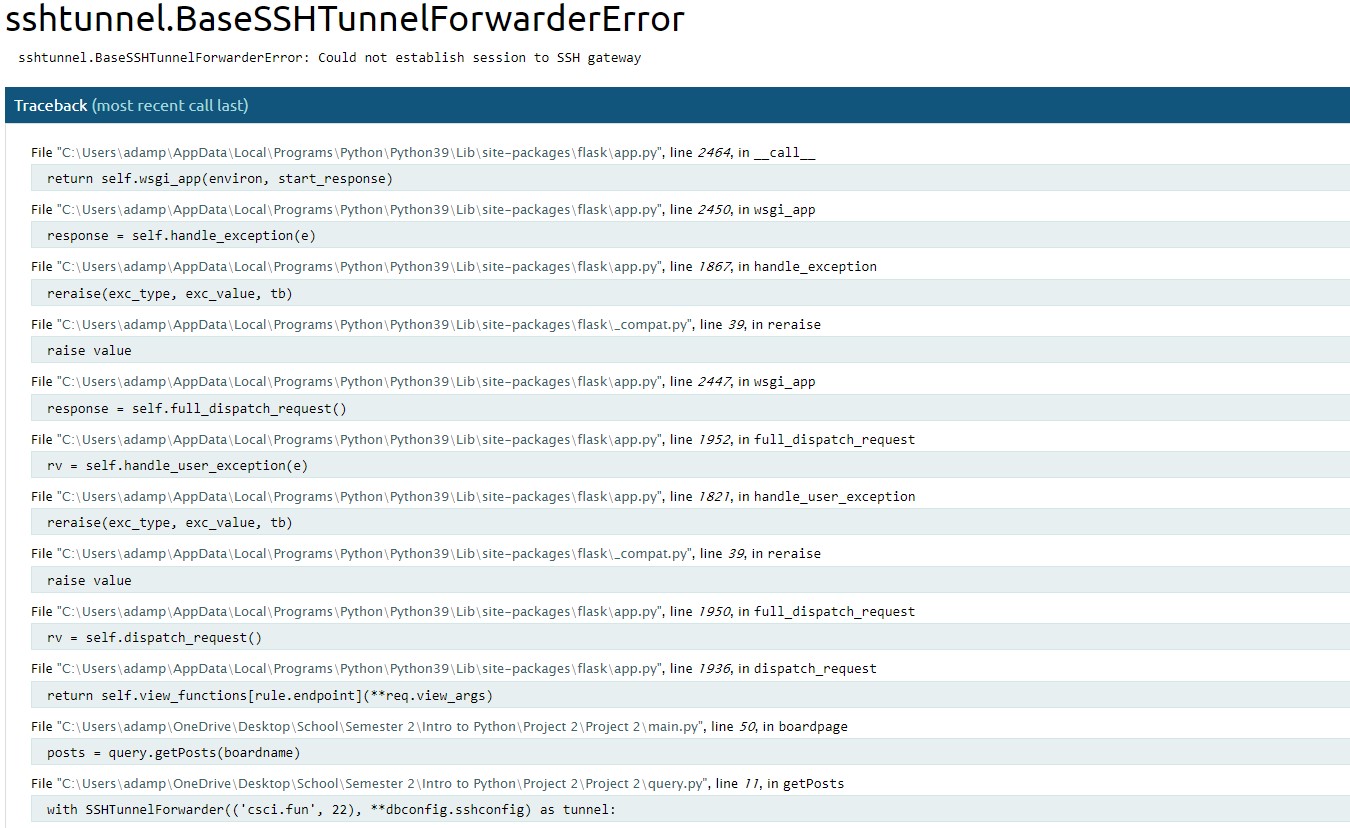 sshtunnel.BaseSSHTunnelForwarderError
sshtunnel.BaseSSHTunnelForwarderError: Could not establish session to SSH gateway
Traceback (most recent call last)
File "C:\Users\adamp\AppData\Local\Programs\Python\Python39\Lib\site-packages\flask\app.py", line 2464, in __call__
return self.wsgi_app(environ, start_response)
File "C:\Users\adamp\AppData\Local\Programs\Python\Python39\Lib\site-packages\flask\app.py", line 2450, in wsgi_app
response = self.handle_exception(e)
File "C:\Users\adamp\AppData\Local\Programs\Python\Python39\Lib\site-packages\flask\app.py", line 1867, in handle_exception
reraise(exc_type, exc_value, tb)
File "C:\Users\adamp\AppData\Local\Programs\Python\Python39\Lib\site-packages\flask\_compat.py", line 39, in reraise
raise value
File "C:\Users\adamp\AppData\Local\Programs\Python\Python39\Lib\site-packages\flask\app.py", line 2447, in wsgi_app
response = self.full_dispatch_request()
File "C:\Users\adamp\AppData\Local\Programs\Python\Python39\Lib\site-packages\flask\app.py", line 1952, in full_dispatch_request
rv = self.handle_user_exception(e)
File "C:\Users\adamp\AppData\Local\Programs\Python\Python39\Lib\site-packages\flask\app.py", line 1821, in handle_user_exception
reraise(exc_type, exc_value, tb)
File "C:\Users\adamp\AppData\Local\Programs\Python\Python39\Lib\site-packages\flask\_compat.py", line 39, in reraise
raise value
File "C:\Users\adamp\AppData\Local\Programs\Python\Python39\Lib\site-packages\flask\app.py", line 1950, in full_dispatch_request
rv = self.dispatch_request()
File "C:\Users\adamp\AppData\Local\Programs\Python\Python39\Lib\site-packages\flask\app.py", line 1936, in dispatch_request
return self.view_functions[rule.endpoint](**req.view_args)
File "C:\Users\adamp\OneDrive\Desktop\School\Semester 2\Intro to Python\Project 2\Project 2\main.py", line 50, in boardpage
posts = query.getPosts(boardname)
File "C:\Users\adamp\OneDrive\Desktop\School\Semester 2\Intro to Python\Project 2\Project 2\query.py", line 11, in getPosts
with SSHTunnelForwarder(('csci.fun', 22), **dbconfig.sshconfig) as tunnel: